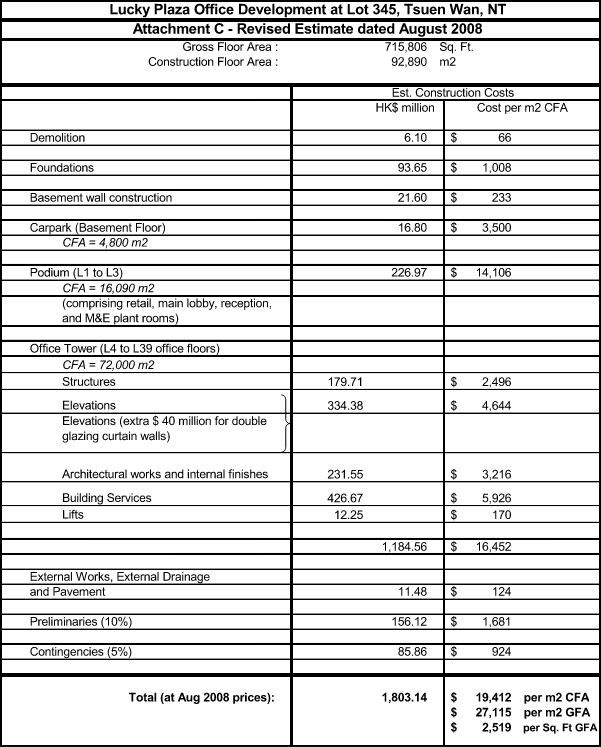 Lucky Plaza Office Development at Lot 345, Tsuen Wan, NT
Attachment C - Revised Estimate dated August 2008
Gross Floor Area : 715,806 Sq. Ft.
Construction Floor Area : 92,890 m2
Est. Construction Costs
HK$ million Cost per m2 CFA
Demolition 6.10 $ 66
Foundations 93.65 $ 1,008
Basement wall construction 21.60 $ 233
Carpark (Basement Floor) 16.80 $ 3,500
CFA = 4,800 m2
Podium (L1 to L3) 226.97 $ 14,106
CFA = 16,090 m2
(comprising retail, main lobby, reception,
and M&E plant rooms)
Office Tower (L4 to L39 office floors)
CFA = 72,000 m2
Structures 179.71 $ 2,496
Elevations 334.38 $ 4,644
Elevations (extra $ 40 million for double
glazing curtain walls)
Architectural works and internal finishes 231.55 $ 3,216
Building Services 426.67 $ 5,926
Lifts 12.25 $ 170
1,184.56 $ 16,452
External Works, External Drainage
and Pavement 11.48 $ 124
Preliminaries (10%) 156.12 $ 1,681
Contingencies (5%) 85.86 $ 924
Total (at Aug 2008 prices): 1,803.14 $ 19,412 per m2 CFA
$ 27,115 per m2 GFA
$ 2,519 per Sq. Ft GFA